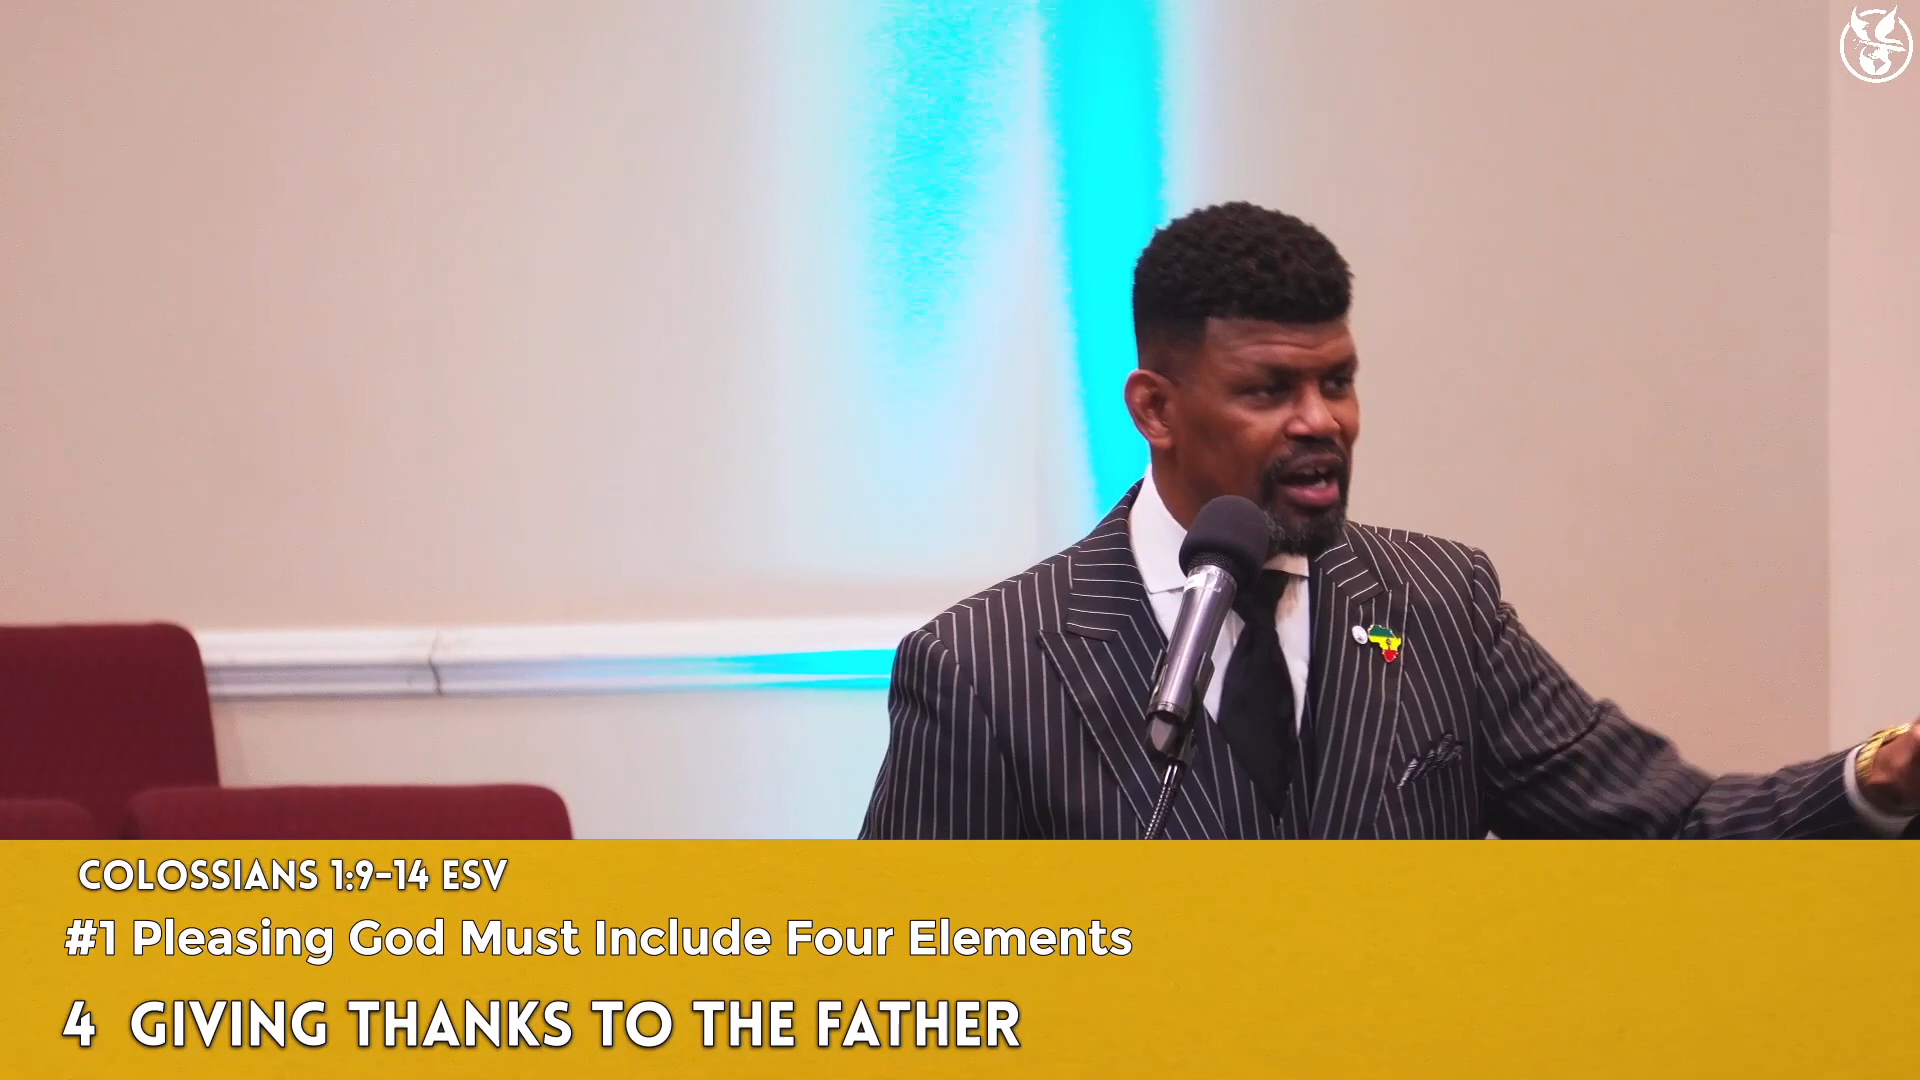 COLOSSIANS 1:9-14 ESV
#1 Pleasing God Must Include Four Elements
4 GIVING THANKS TO THE FATHER